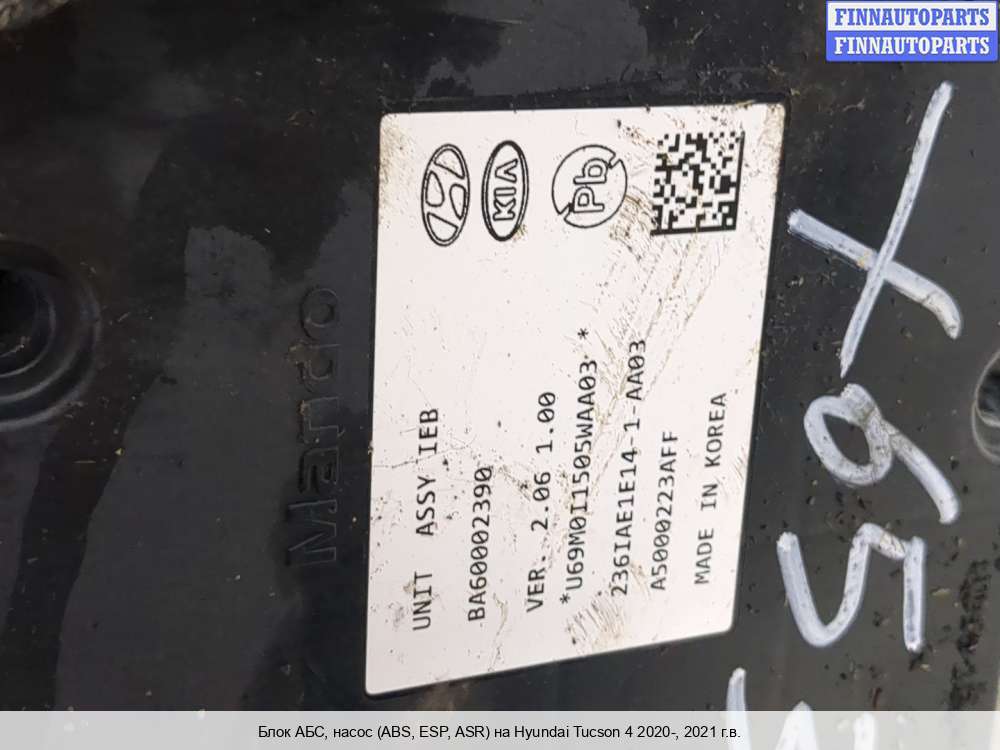 FINNAUTOPARTS
FINNAUTOPARTS
KIA
Pb
Mando
UNIT ASSY IEB
BA60002390
VER.. 2.06 1.00
*U69M0I1505WAA03 *
236IAE1E14-1-AA03
A5000223AFF
MADE IN KOREA
Блок АБС, насос (ABS, ESP, ASR) на Hyundai Tucson 4 2020-, 2021 г.в.